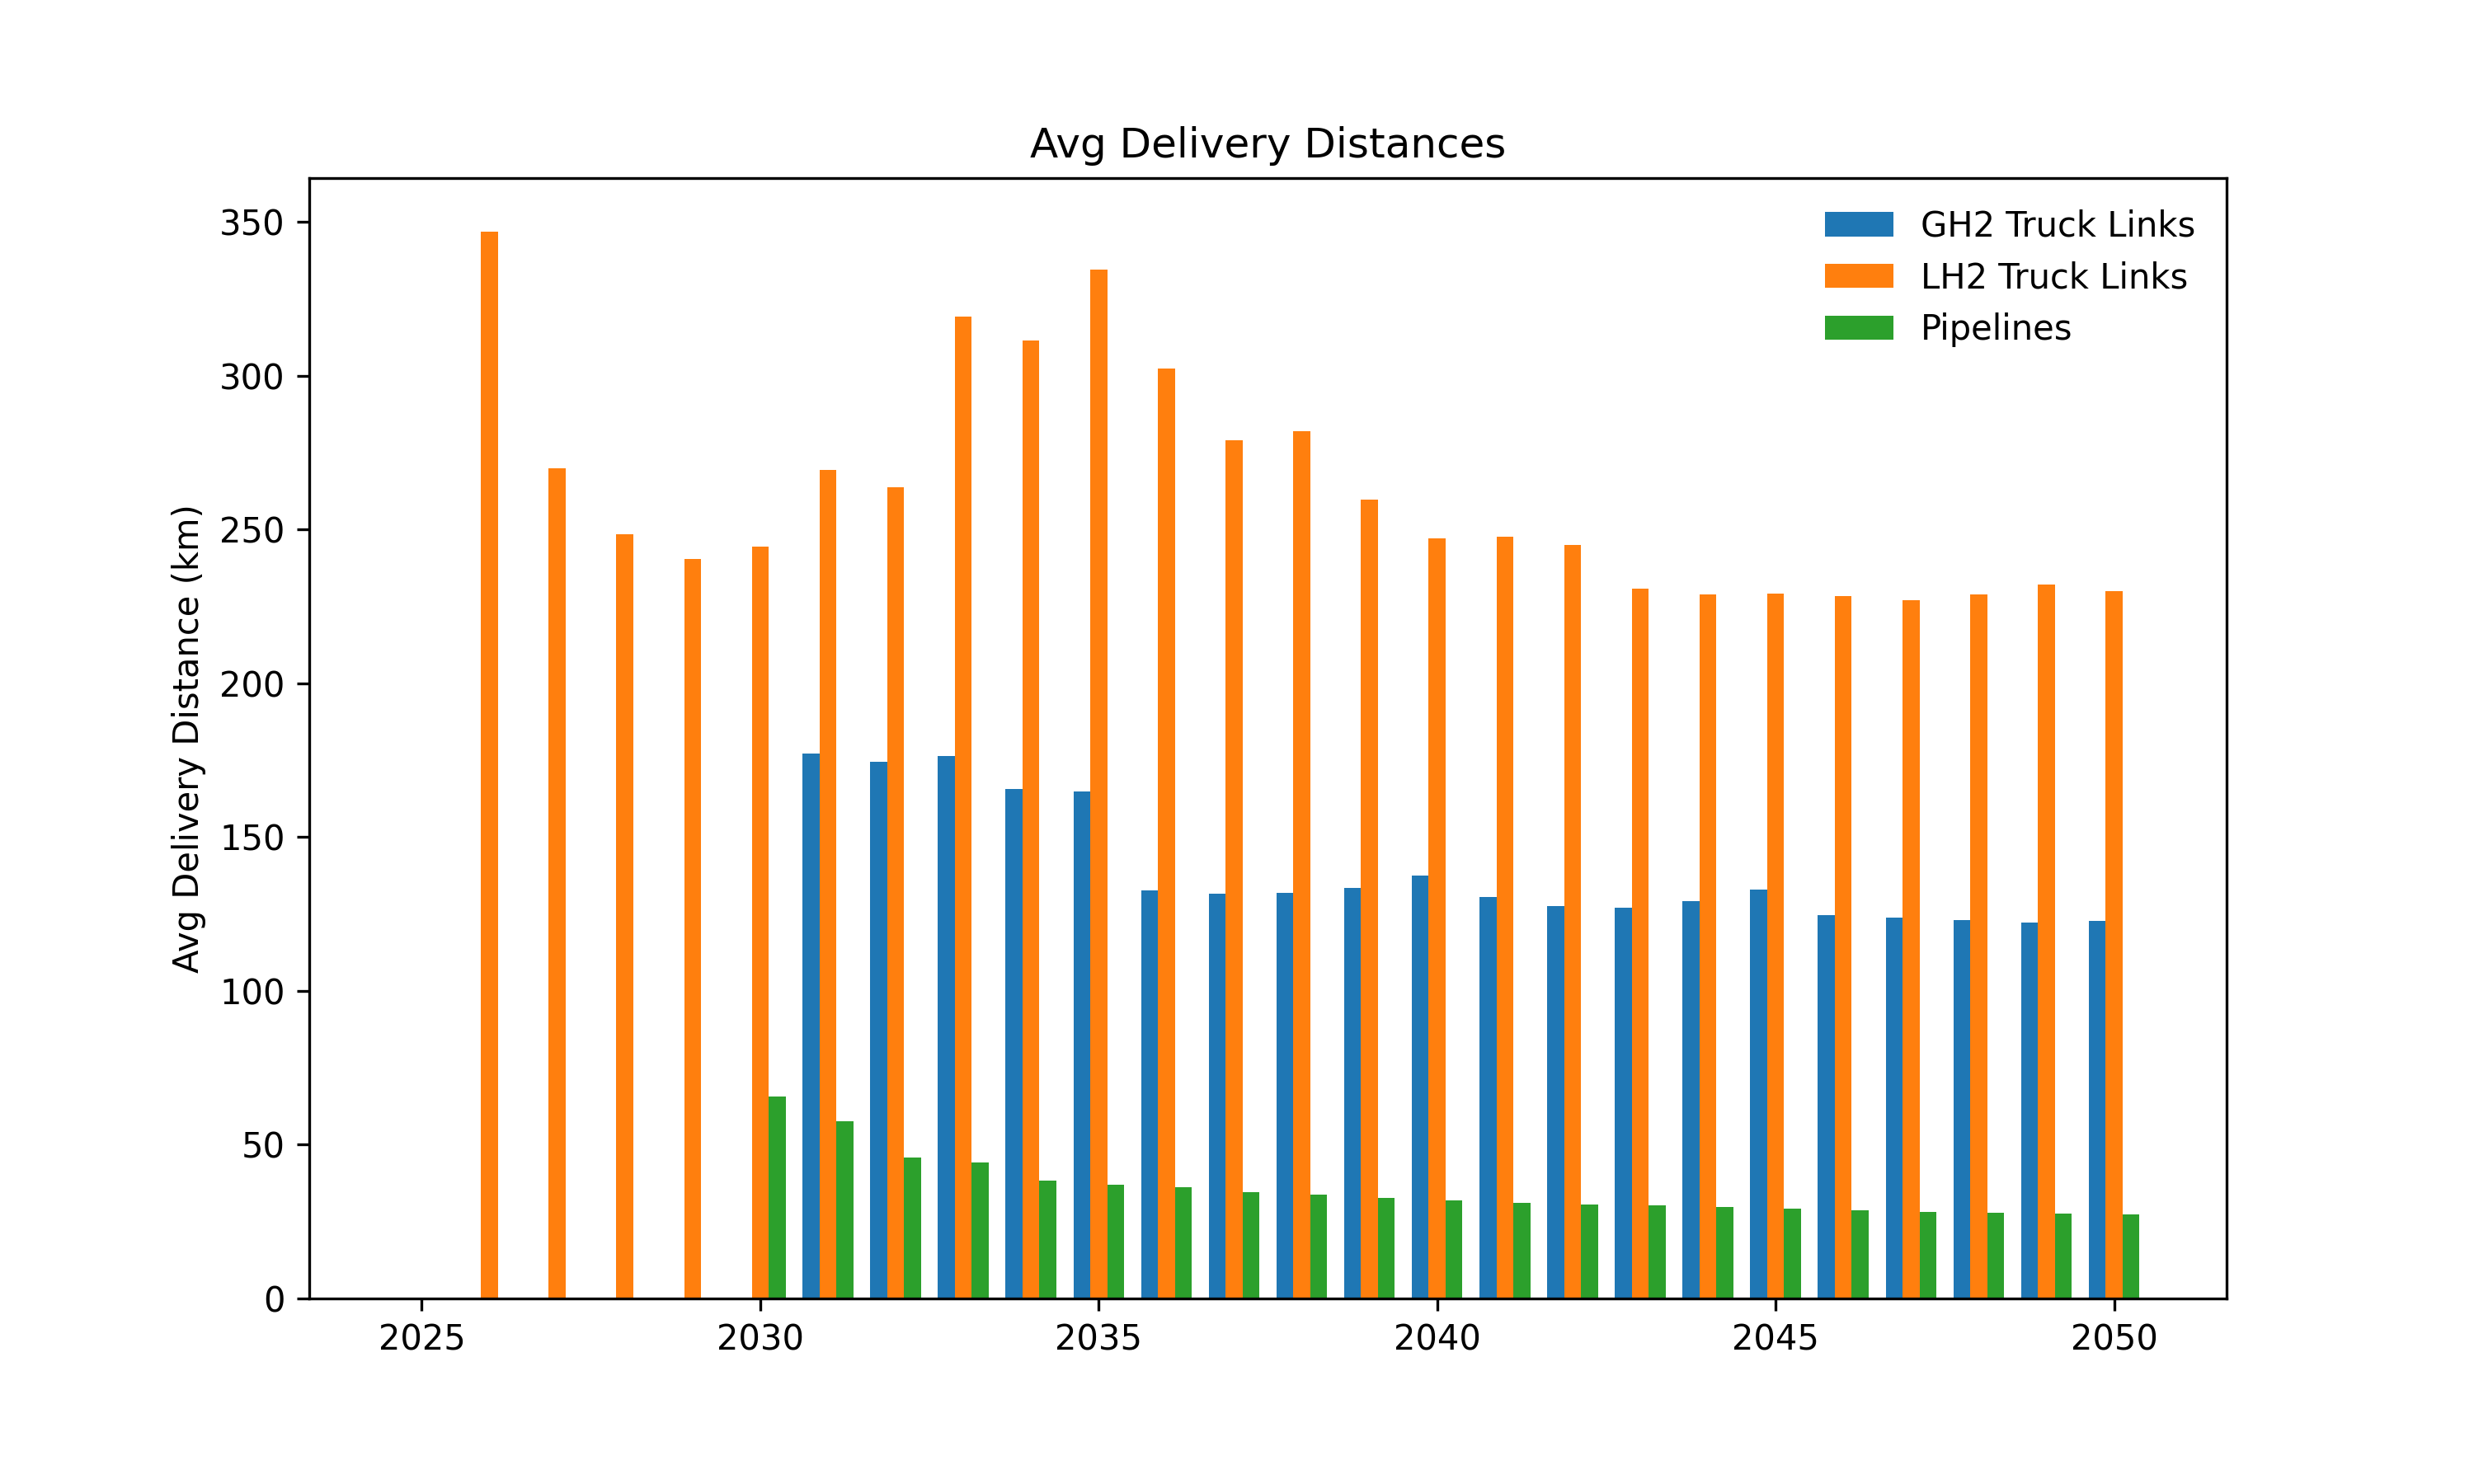 Avg Delivery Distances
GH2 Truck Links
LH2 Truck Links
Pipelines
Avg Delivery Distance (km)
350
300
250
200
150
100
50
0
2025 2030 2035 2040 2045 2050